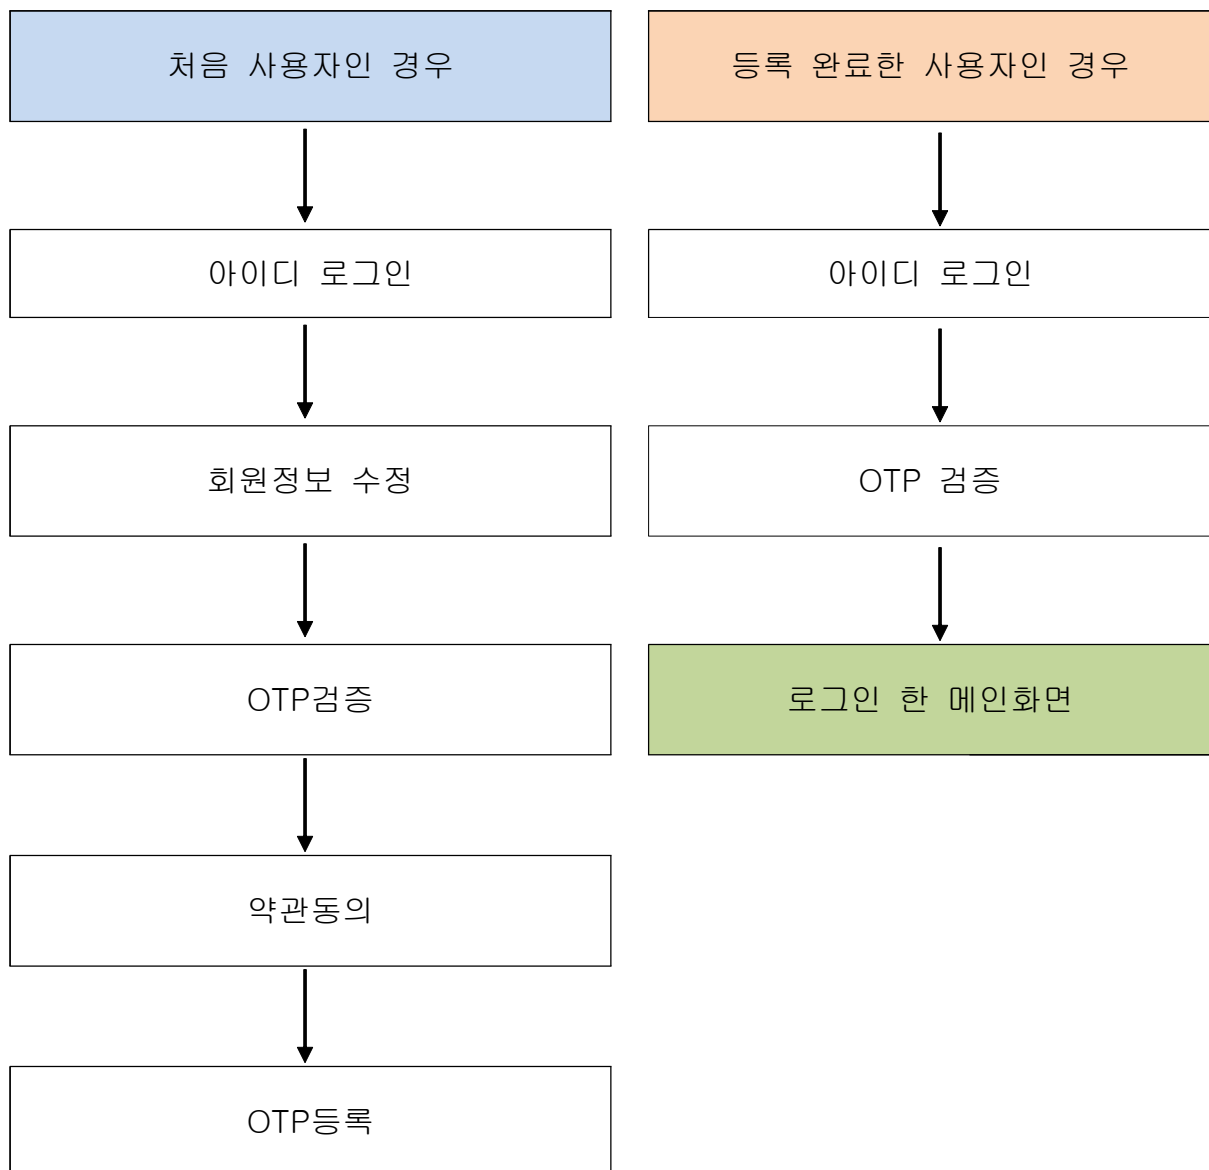 처음 사용자인 경우
아이디 로그인
회원정보 수정
OTP검증
약관동의
OTP등록
등록 완료한 사용자인 경우
아이디 로그인
OTP 검증
로그인 한 메인화면